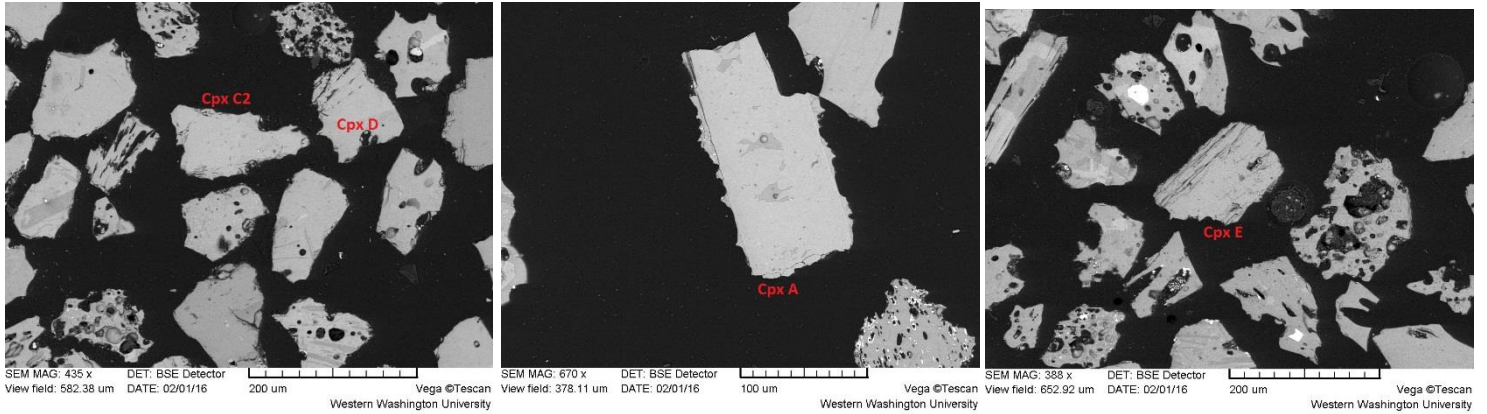 Cpx C2
Cpx D
SEM MAG: 435 x DET: BSE Detector
View field: 582.38 um DATE: 02/01/16 200 um Vega ©Tescan
Western Washington University
Cpx A
SEM MAG: 670 x DET: BSE Detector
View field: 378.11 um DATE: 02/01/16 100 um Vega ©Tescan
Western Washington University
Cpx E
SEM MAG: 388 x DET: BSE Detector
View field: 652.92 um DATE: 02/01/16 200 um Vega ©Tescan
Western Washington University